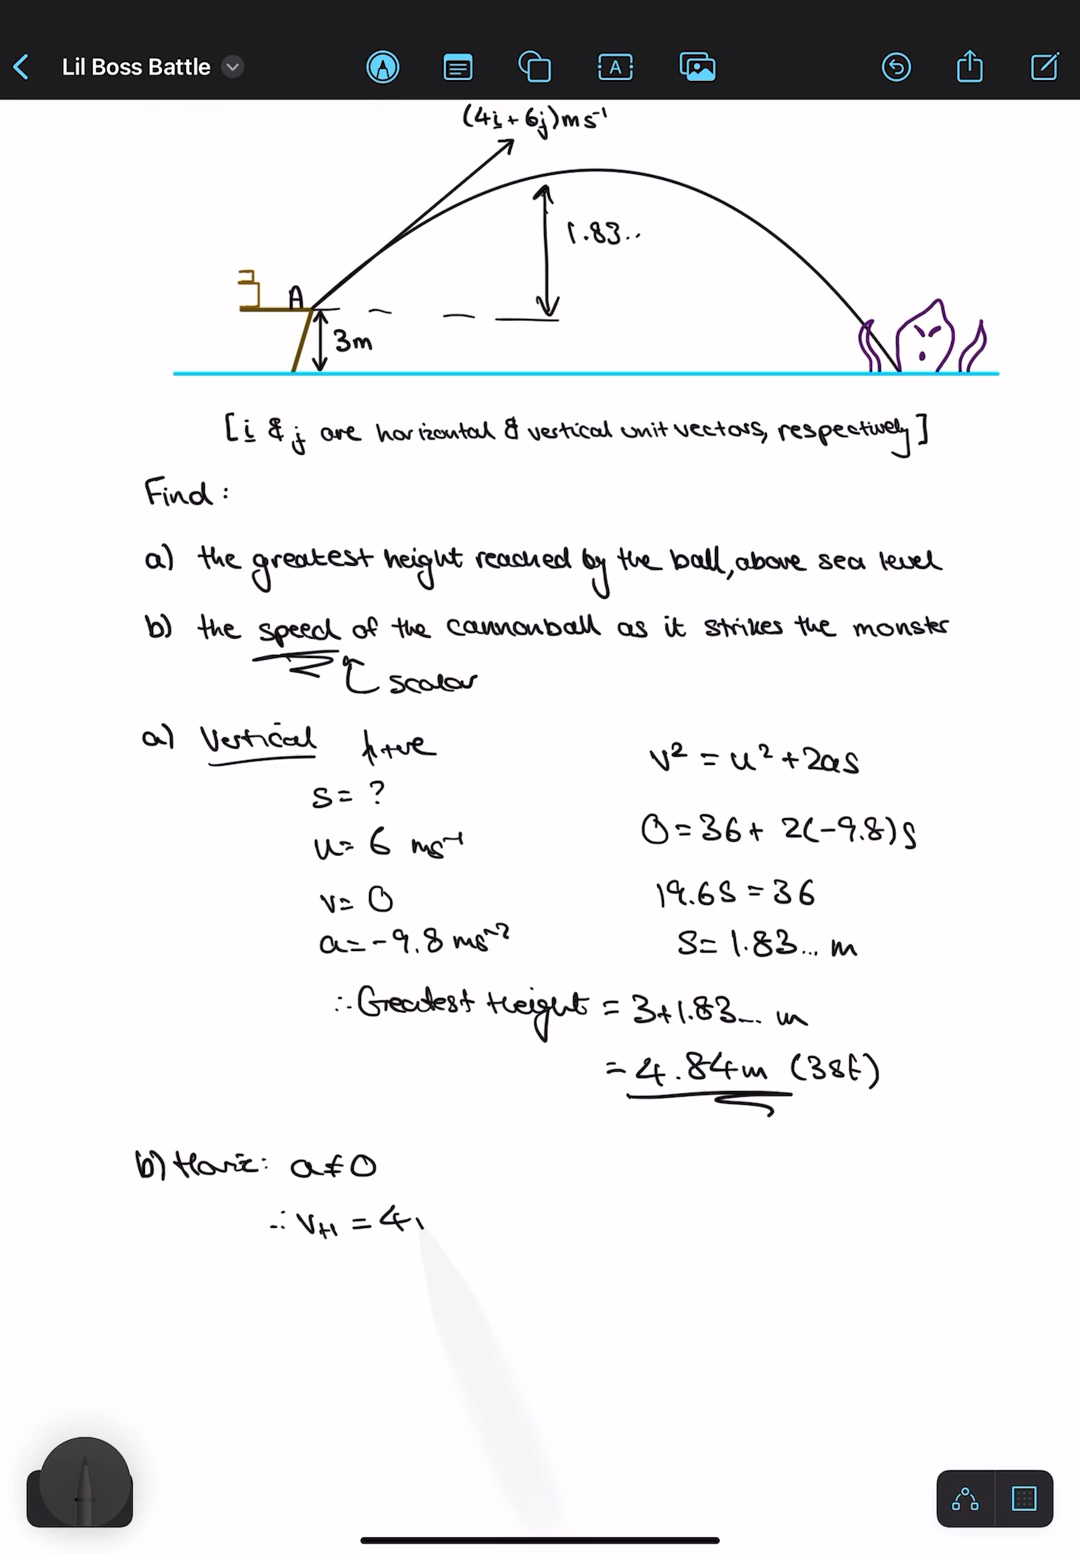 Lil Boss Battle
(4i + 6j)ms⁻¹
1.83..
A
3m
[i & j are horizontal & vertical unit vectors, respectively]
Find:
a) the greatest height reached by the ball, above sea level
b) the speed of the cannonball as it strikes the monster
scalar
a) Vertical ↑+ve
s = ?
u = 6 ms⁻¹
v = 0
a = -9.8 ms⁻²
v² = u² + 2as
0 = 36 + 2(-9.8)s
19.6s = 36
s = 1.83... m
∴ Greatest Height = 3+1.83... m
= 4.84m (3sf)
b) Horiz: a≠0
∴ v_H = 4